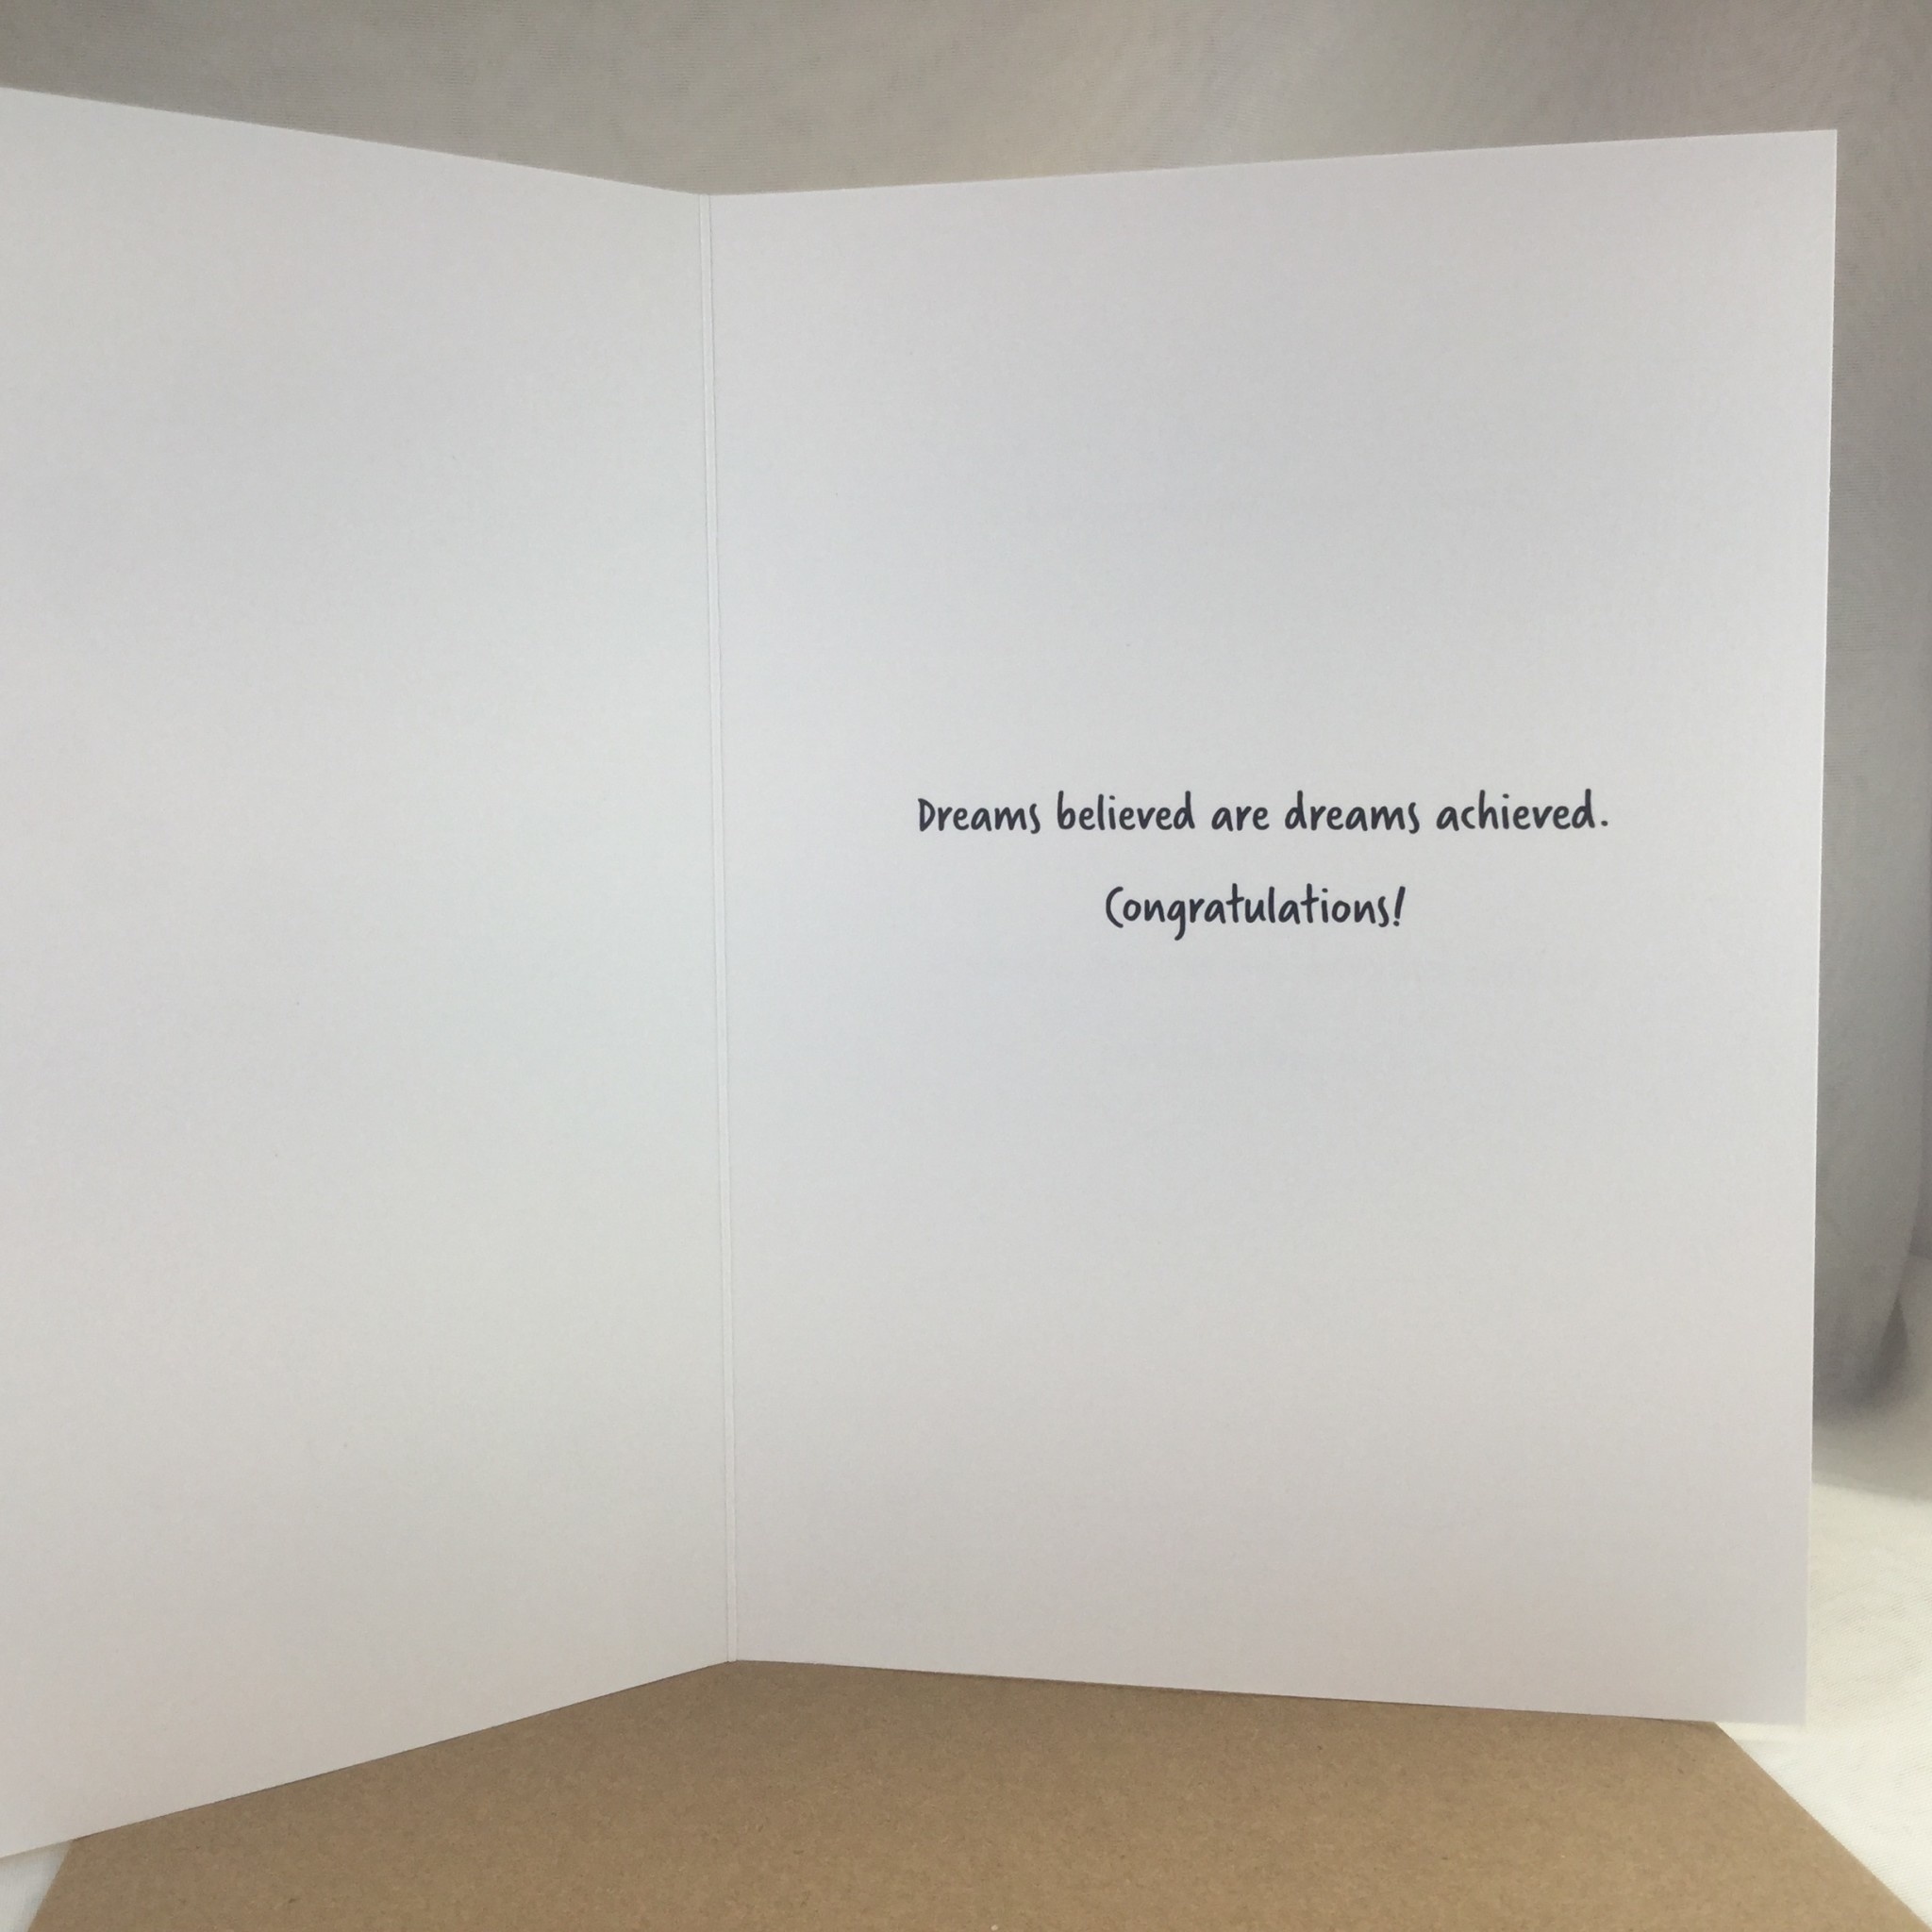 Dreams believed are dreams achieved.
Congratulations!